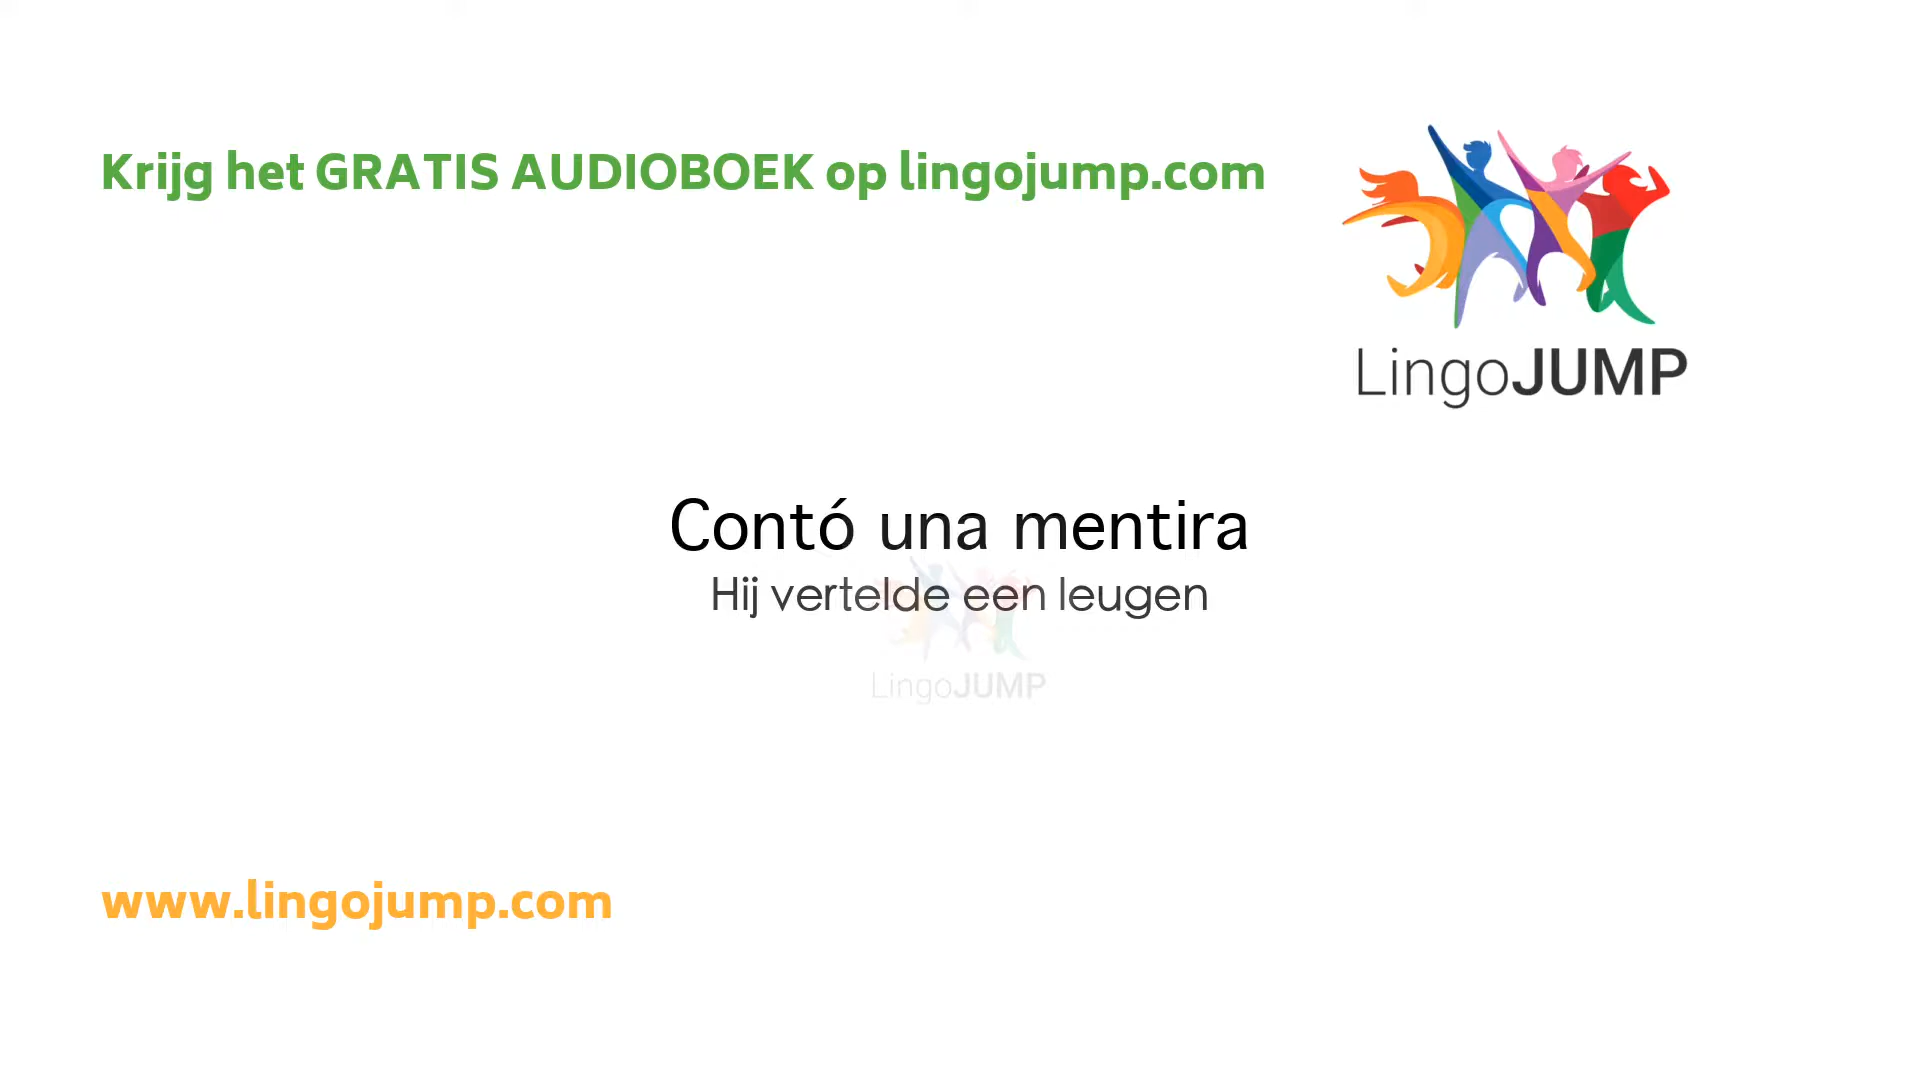 Krijg het GRATIS AUDIOBOEK op lingojump.com
LingoJUMP
Contó una mentira
Hij vertelde een leugen
LingoJUMP
www.lingojump.com